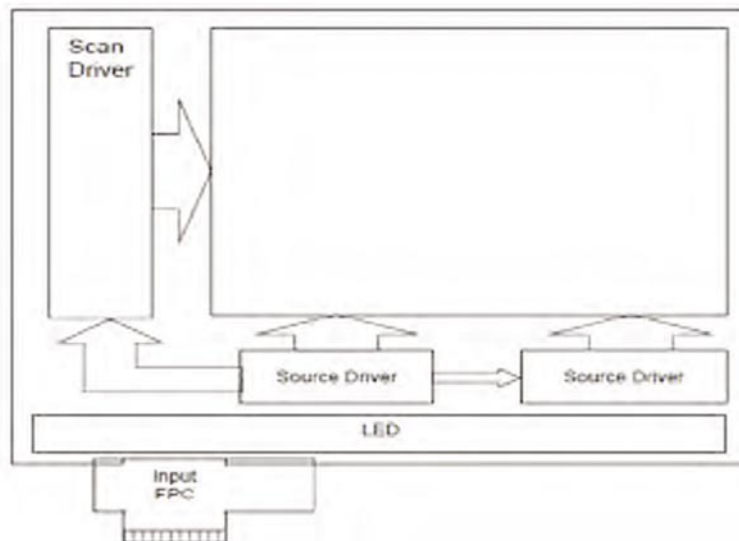 Scan
Driver
Source Driver
Source Driver
LED
Input
FPC